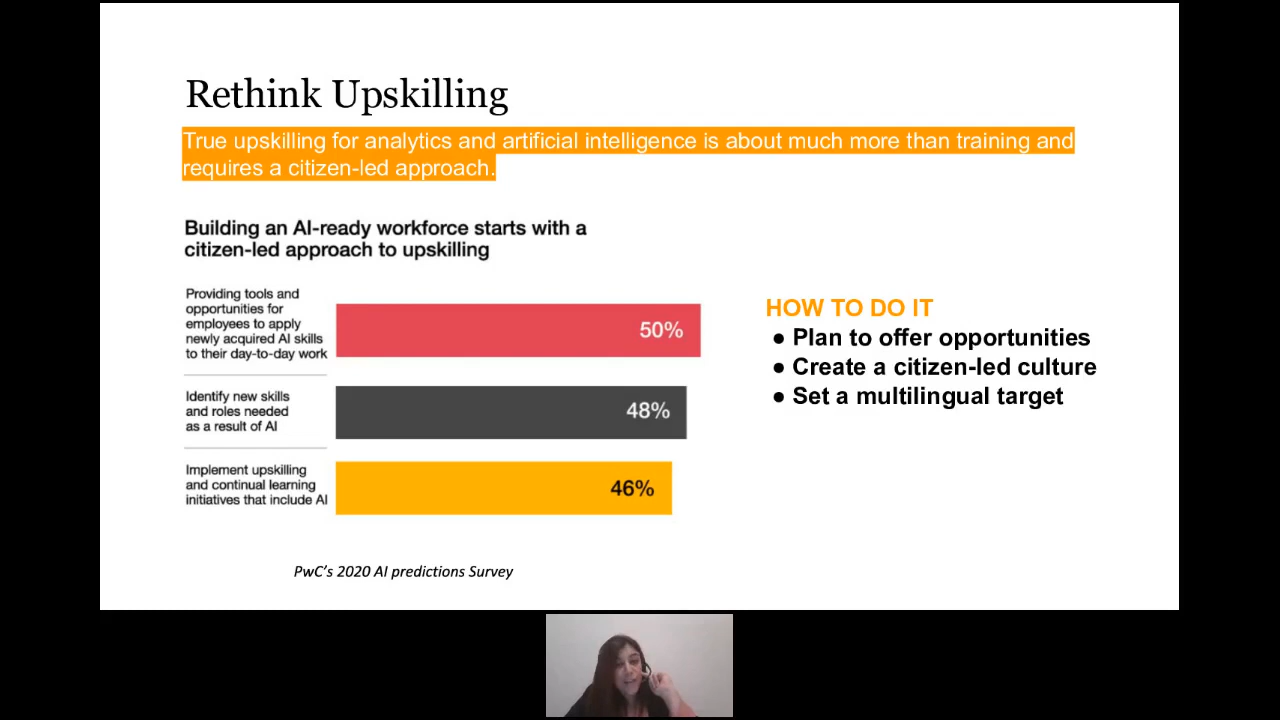 Rethink Upskilling
True upskilling for analytics and artificial intelligence is about much more than training and
requires a citizen-led approach.
Building an AI-ready workforce starts with a
citizen-led approach to upskilling
Providing tools and
opportunities for
employees to apply
newly acquired AI skills
to their day-to-day work
50%
Identify new skills
and roles needed
as a result of AI
48%
Implement upskilling
and continual learning
initiatives that include AI
46%
HOW TO DO IT
● Plan to offer opportunities
● Create a citizen-led culture
● Set a multilingual target
PwC's 2020 AI predictions Survey